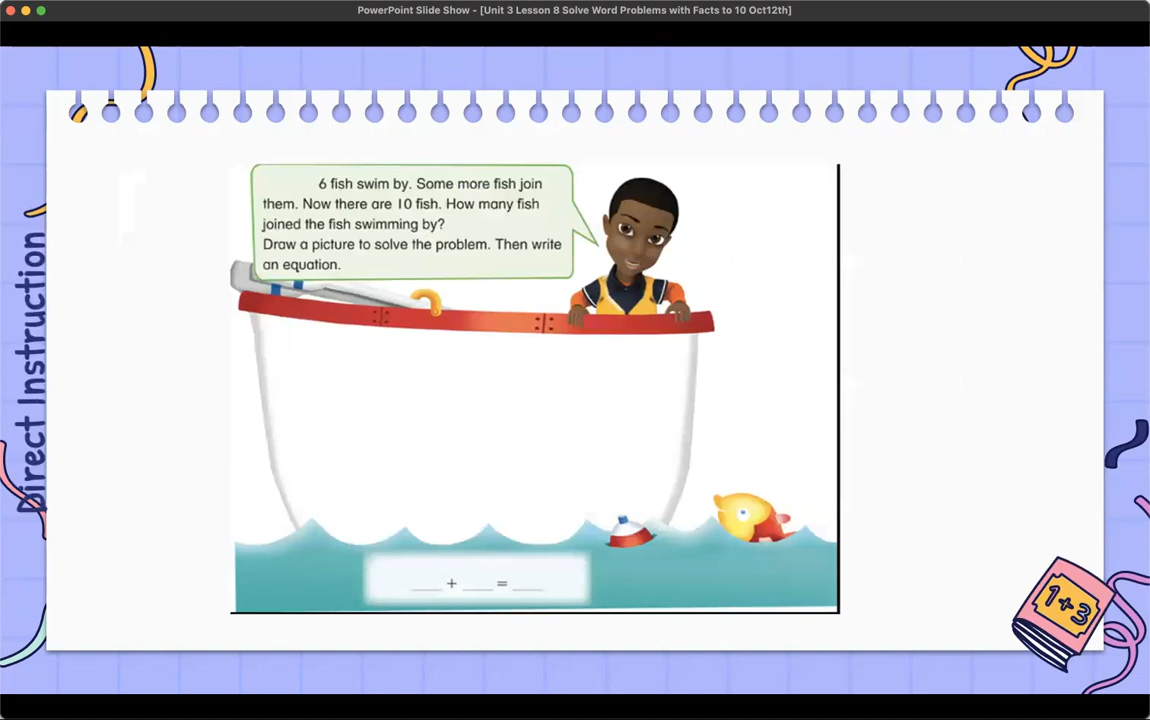 PowerPoint Slide Show - [Unit 3 Lesson 8 Solve Word Problems with Facts to 10 Oct12th]
Direct Instruction
6 fish swim by. Some more fish join
them. Now there are 10 fish. How many fish
joined the fish swimming by?
Draw a picture to solve the problem. Then write
an equation.
___ + ___ = ___
1+3